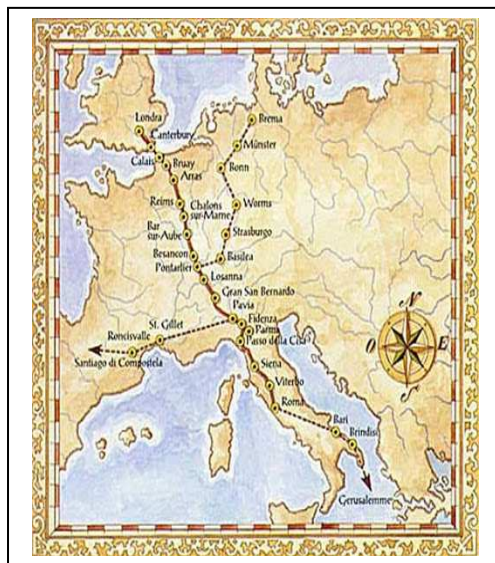 Londra
Canterbury
Calais
Bruay
Arras
Reims
Chalons
sur-Marne
Bar
sur-Aube
Besancon
Pontarlier
Losanna
Gran San Bernardo
Pavia
Fidenza
Parma
Passo della Cisa
Siena
Viterbo
Roma
Bari
Brindisi
Gerusalemme
Brema
Münster
Bonn
Worms
Strasburgo
Basilea
St. Gillet
Roncisvalle
Santiago di Compostela
N
O
E
S